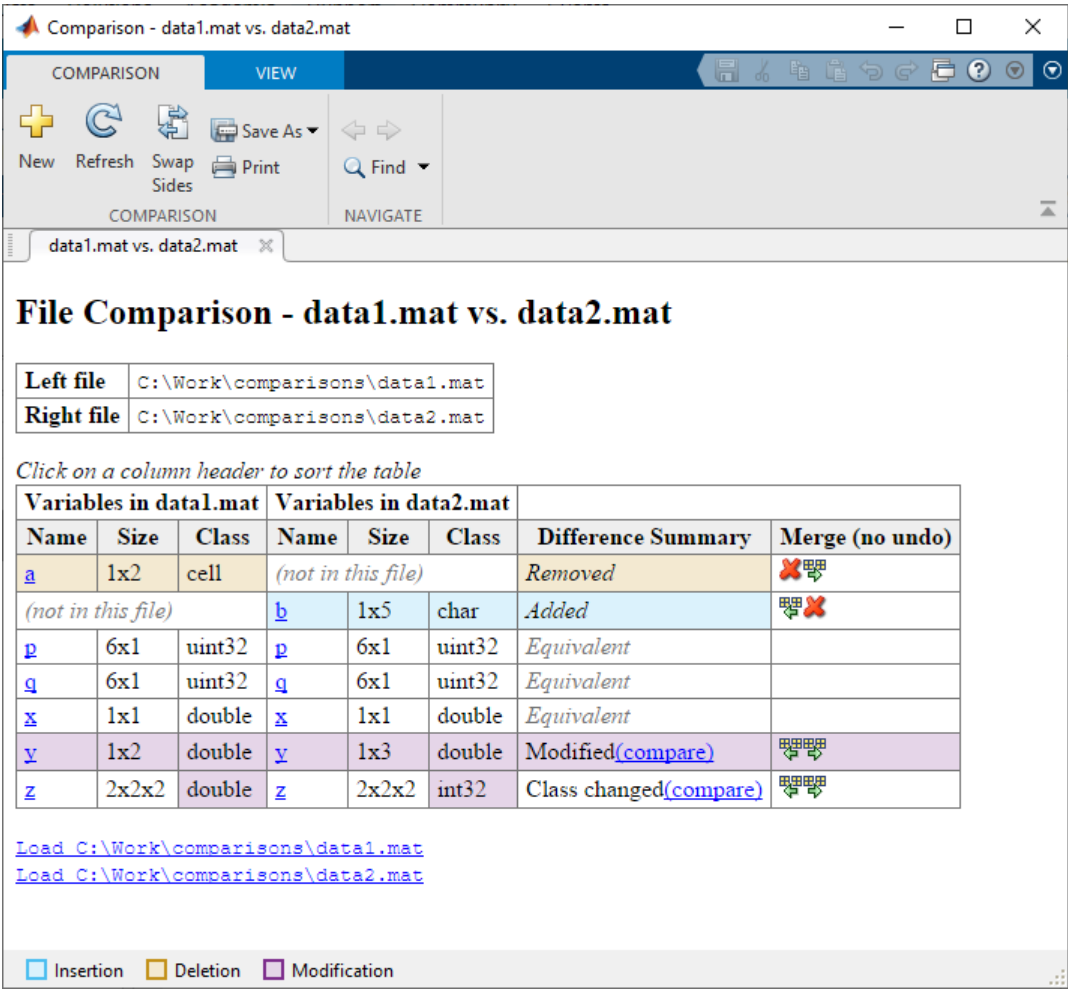 Comparison - data1.mat vs. data2.mat
COMPARISON VIEW
New Refresh Swap Sides Save As Print Find
COMPARISON NAVIGATE
data1.mat vs. data2.mat
File Comparison - data1.mat vs. data2.mat
Left file C:\Work\comparisons\data1.mat
Right file C:\Work\comparisons\data2.mat
Click on a column header to sort the table
Variables in data1.mat Variables in data2.mat
Name Size Class Name Size Class Difference Summary Merge (no undo)
a 1x2 cell (not in this file) Removed
(not in this file) b 1x5 char Added
p 6x1 uint32 p 6x1 uint32 Equivalent
q 6x1 uint32 q 6x1 uint32 Equivalent
x 1x1 double x 1x1 double Equivalent
y 1x2 double y 1x3 double Modified(compare)
z 2x2x2 double z 2x2x2 int32 Class changed(compare)
Load C:\Work\comparisons\data1.mat
Load C:\Work\comparisons\data2.mat
Insertion Deletion Modification